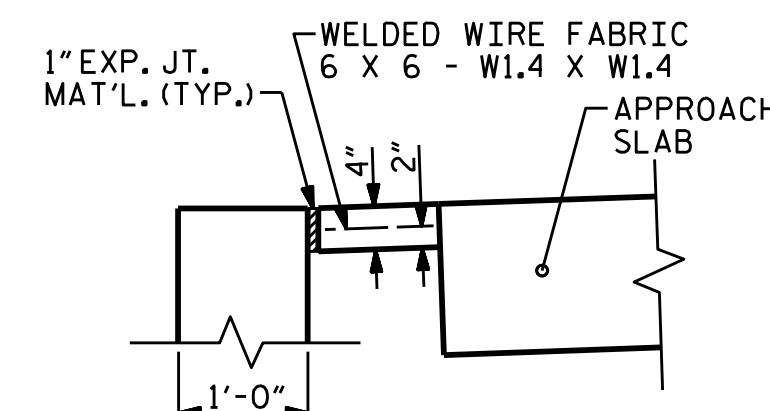 WELDED WIRE FABRIC
6 X 6 - W1.4 X W1.4
1" EXP. JT.
MAT'L. (TYP.)
APPROACH
SLAB
4"
2"
1'-0"